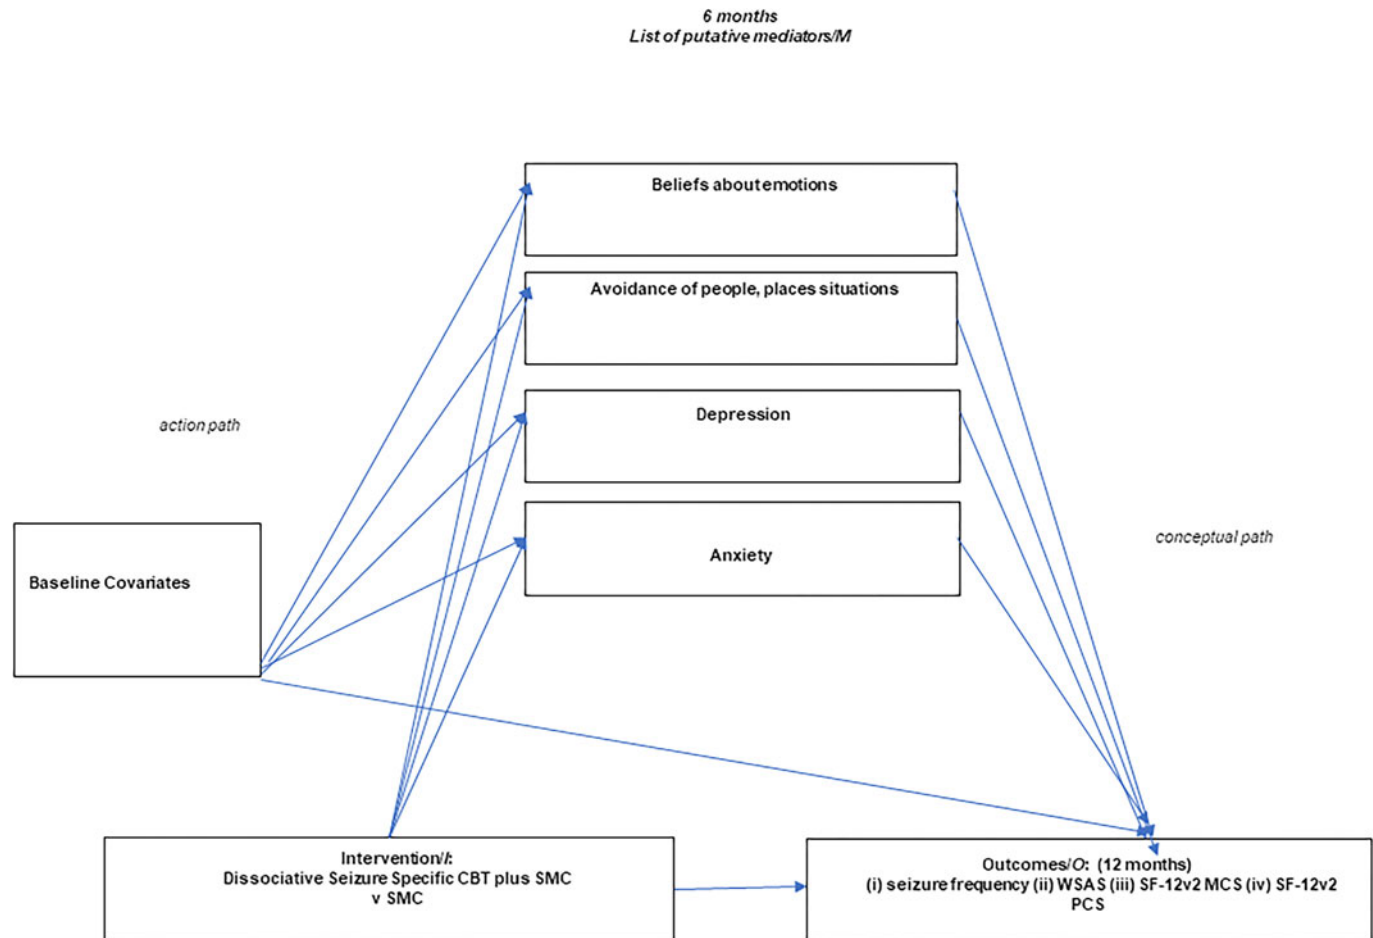 6 months
List of putative mediators/M
Beliefs about emotions
Avoidance of people, places situations
action path
Depression
Anxiety
conceptual path
Baseline Covariates
Intervention/I:
Dissociative Seizure Specific CBT plus SMC
v SMC
Outcomes/O: (12 months)
(i) seizure frequency (ii) WSAS (iii) SF-12v2 MCS (iv) SF-12v2
PCS